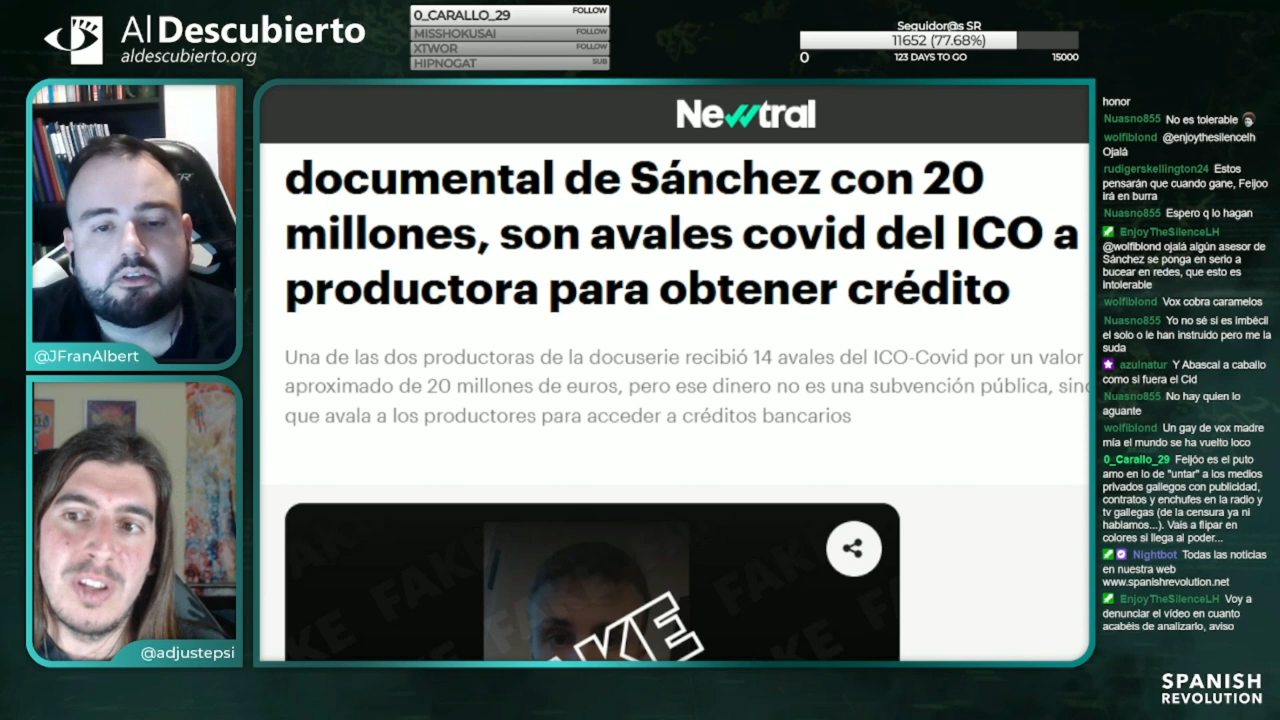 Al Descubierto
aldescubierto.org
0_CARALLO_29 FOLLOW
MISSHOKUSAI FOLLOW
XTWOR FOLLOW
HIPNOGAT SUB
Seguidor@s SR
11652 (77.68%)
0 123 DAYS TO GO 15000
@JFranAlbert
@adjustepsi
Newtral
documental de Sánchez con 20
millones, son avales covid del ICO a
productora para obtener crédito
Una de las dos productoras de la docuserie recibió 14 avales del ICO-Covid por un valor
aproximado de 20 millones de euros, pero ese dinero no es una subvención pública, sino
que avala a los productores para acceder a créditos bancarios
FAKE
honor
Nuasno855 No es tolerable
wolfiblond @enjoythesilencelh
Ojalá
rudigerskellington24 Estos
pensarán que cuando gane, Feijoo
irá en burra
Nuasno855 Espero q lo hagan
EnjoyTheSilenceLH
@wolfiblond ojalá algún asesor de
Sánchez se ponga en serio a
bucear en redes, que esto es
intolerable
wolfiblond Vox cobra caramelos
Nuasno855 Yo no sé si es imbécil
el solo o le han instruido pero me la
suda
azulnatur Y Abascal a caballo
como si fuera el Cid
Nuasno855 No hay quien lo
aguante
wolfiblond Un gay de vox madre
mía el mundo se ha vuelto loco
0_Carallo_29 Feijóo es el puto
amo en lo de "untar" a los medios
privados gallegos con publicidad,
contratos y enchufes en la radio y
tv gallegas (de la censura ya ni
hablamos...). Vais a flipar en
colores si llega al poder...
Nightbot Todas las noticias
en nuestra web
www.spanishrevolution.net
EnjoyTheSilenceLH Voy a
denunciar el vídeo en cuanto
acabéis de analizarlo, aviso
SPANISH
REVOLUTION